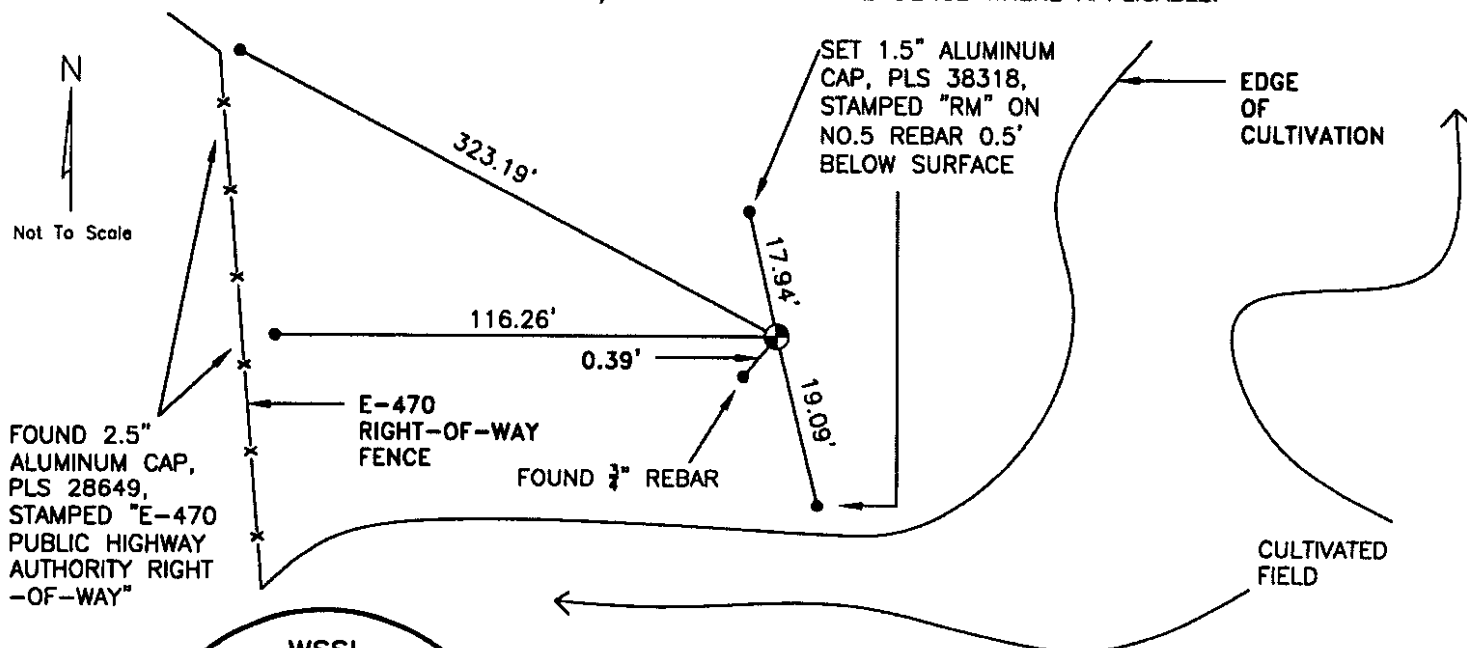 SET 1.5" ALUMINUM
CAP, PLS 38318,
STAMPED "RM" ON
NO.5 REBAR 0.5'
BELOW SURFACE
EDGE
OF
CULTIVATION
N
Not To Scale
323.19'
17.94'
116.26'
0.39'
19.09'
E-470
RIGHT-OF-WAY
FENCE
FOUND 3/4" REBAR
FOUND 2.5"
ALUMINUM CAP,
PLS 28649,
STAMPED "E-470
PUBLIC HIGHWAY
AUTHORITY RIGHT
-OF-WAY"
CULTIVATED
FIELD